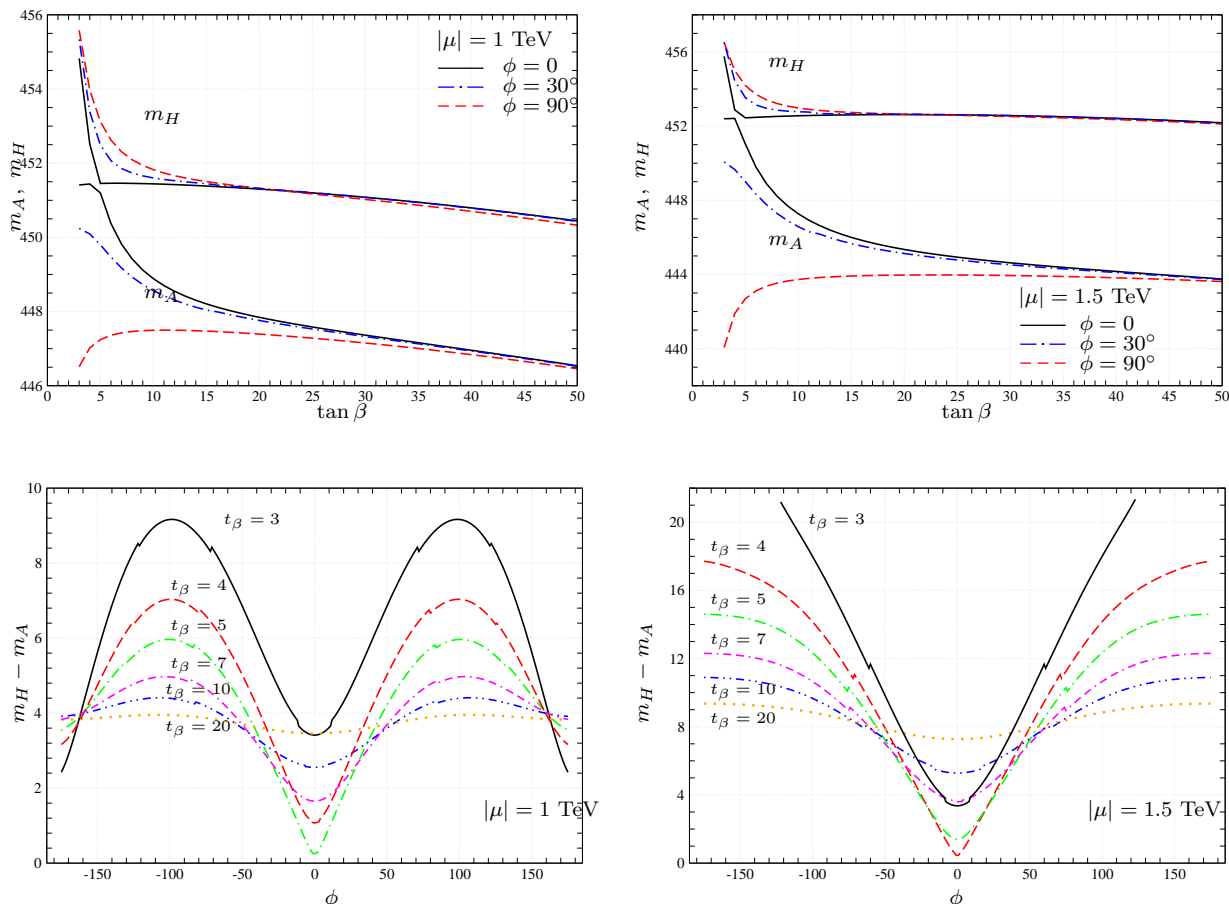 456
454
452
450
448
446
m_A, m_H
|μ| = 1 TeV
ϕ = 0
ϕ = 30°
ϕ = 90°
m_H
m_A
0 5 10 15 20 25 30 35 40 45 50
tan β
456
452
448
444
440
m_A, m_H
m_H
m_A
|μ| = 1.5 TeV
ϕ = 0
ϕ = 30°
ϕ = 90°
0 5 10 15 20 25 30 35 40 45 50
tan β
10
8
6
4
2
0
m_H − m_A
t_β = 3
t_β = 4
t_β = 5
t_β = 7
t_β = 10
t_β = 20
|μ| = 1 TeV
-150 -100 -50 0 50 100 150
ϕ
20
16
12
8
4
0
m_H − m_A
t_β = 3
t_β = 4
t_β = 5
t_β = 7
t_β = 10
t_β = 20
|μ| = 1.5 TeV
-150 -100 -50 0 50 100 150
ϕ